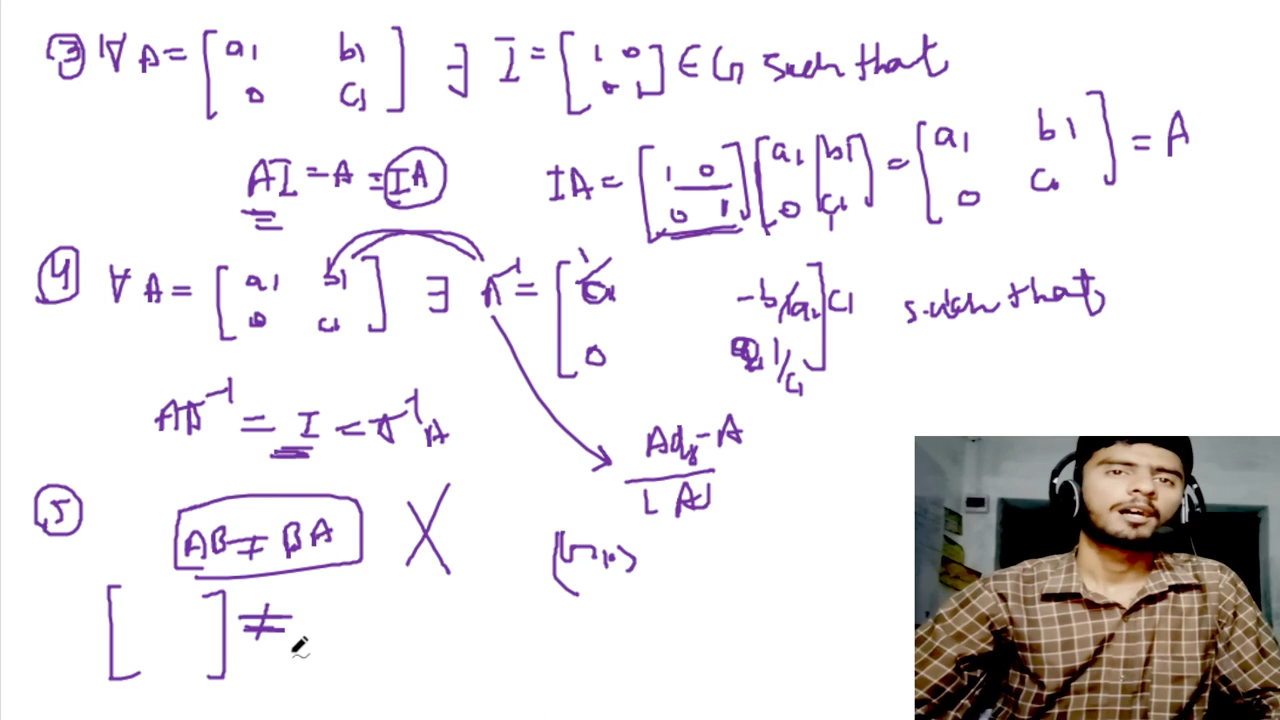 ③ ∀ A = [a1 b1 0 c1] ∃ I = [1 0 0 1] ∈ G such that
AI = A = IA IA = [1 0 0 1] [a1 b1 0 c1] = [a1 b1 0 c1] = A
④ ∀ A = [a1 b1 0 c1] ∃ A⁻¹ = [1/a1 -b1/a1c1 0 1/c1] such that
AA⁻¹ = I = A⁻¹A
Adj-A
|A|
⑤ AB ≠ BA X
[ ] ≠